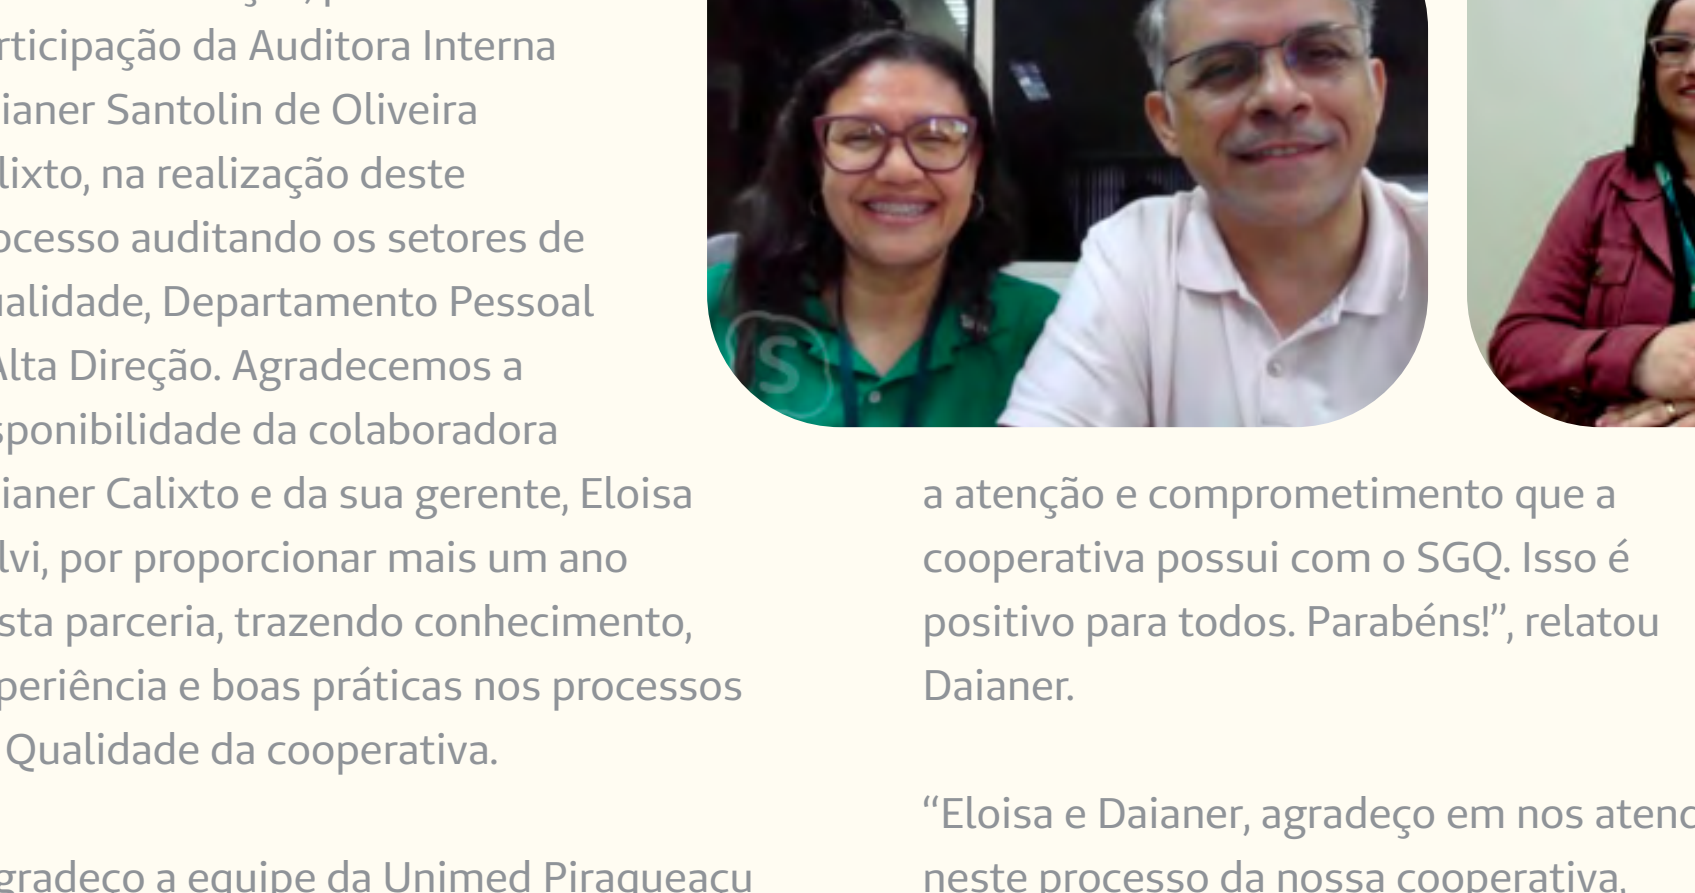 rticipação da Auditora Interna
ianer Santolin de Oliveira
lixto, na realização deste
ocesso auditando os setores de
ualidade, Departamento Pessoal
Alta Direção. Agradecemos a
sponibilidade da colaboradora
ianer Calixto e da sua gerente, Eloisa
lvi, por proporcionar mais um ano
sta parceria, trazendo conhecimento,
periência e boas práticas nos processos
Qualidade da cooperativa.
gradeço a equipe da Unimed Piraqueaçu
S
a atenção e comprometimento que a
cooperativa possui com o SGQ. Isso é
positivo para todos. Parabéns!”, relatou
Daianer.
“Eloisa e Daianer, agradeço em nos atend
neste processo da nossa cooperativa,